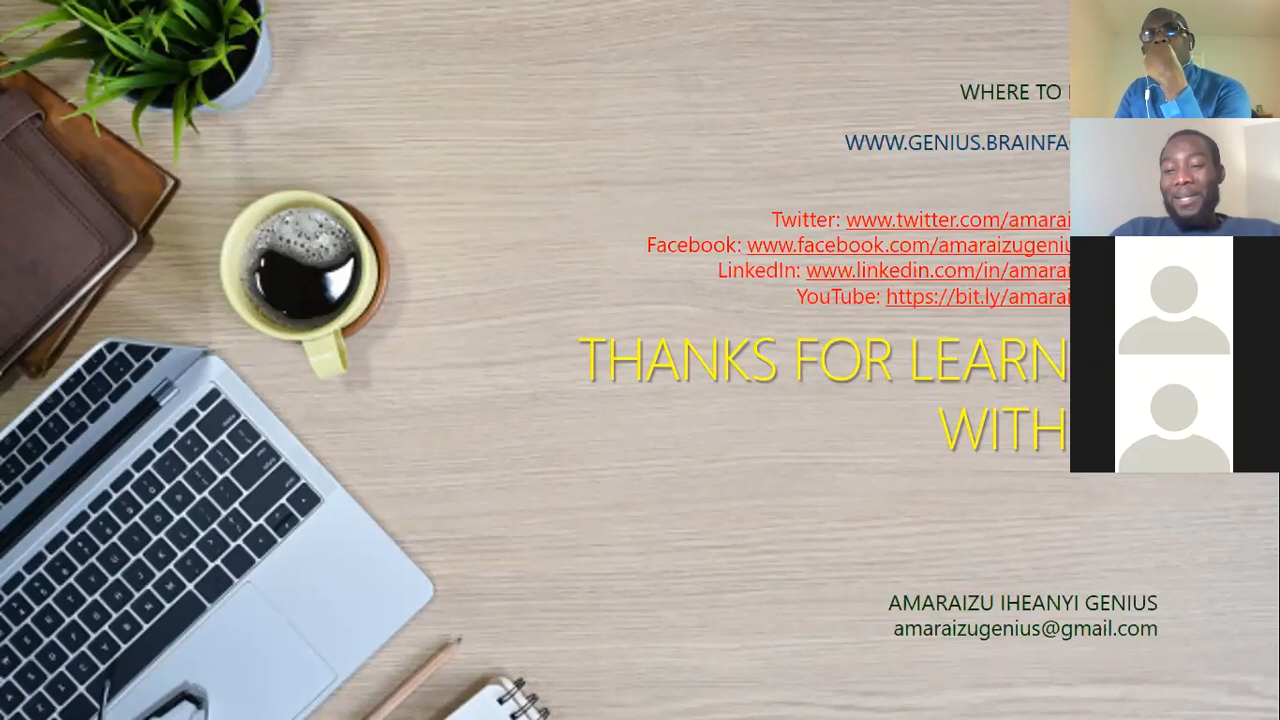 WHERE TO
WWW.GENIUS.BRAINFA
Twitter: www.twitter.com/amarai
Facebook: www.facebook.com/amaraizugeniu
LinkedIn: www.linkedin.com/in/amarai
YouTube: https://bit.ly/amarai
THANKS FOR LEARN
WITH
AMARAIZU IHEANYI GENIUS
amaraizugenius@gmail.com